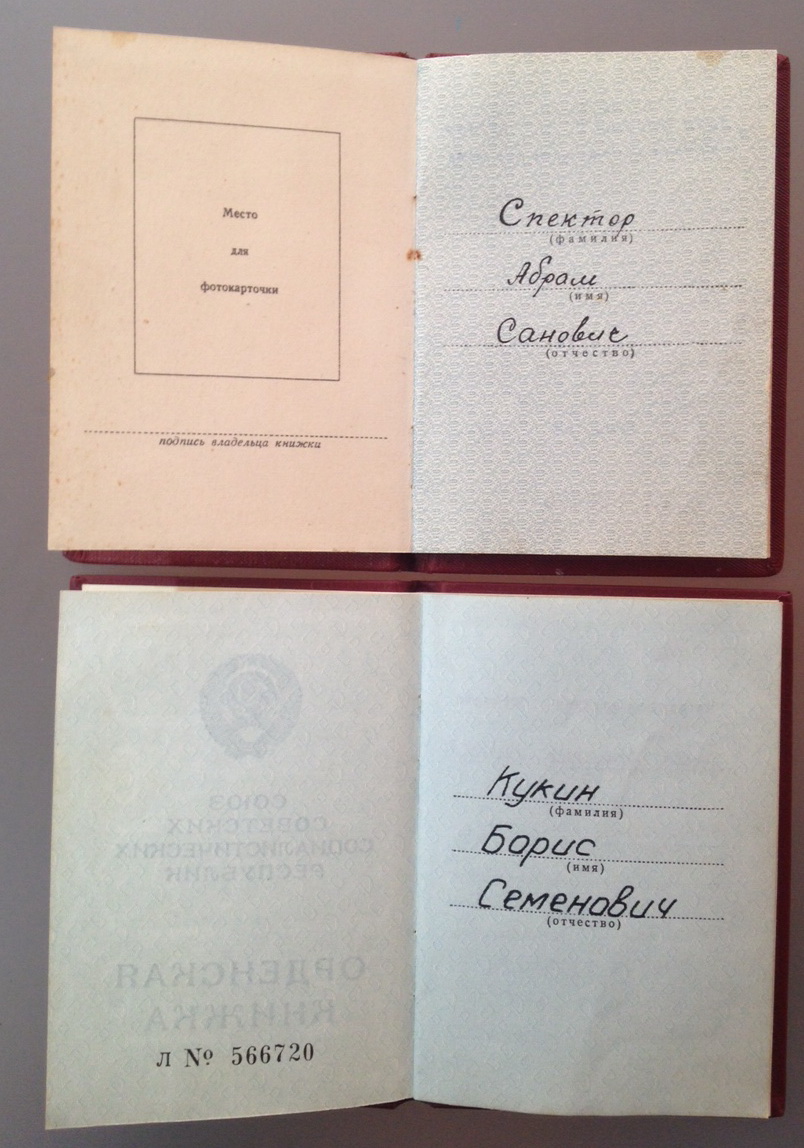 Место
для
фотокарточки
подпись владельца книжки
Спектор
(фамилия)
Абрам
(имя)
Санович
(отчество)
СОЮЗ
СОВЕТСКИХ
СОЦИАЛИСТИЧЕСКИХ
РЕСПУБЛИК
ОРДЕНСКАЯ
КНИЖКА
Л № 566720
Кукин
(фамилия)
Борис
(имя)
Семенович
(отчество)